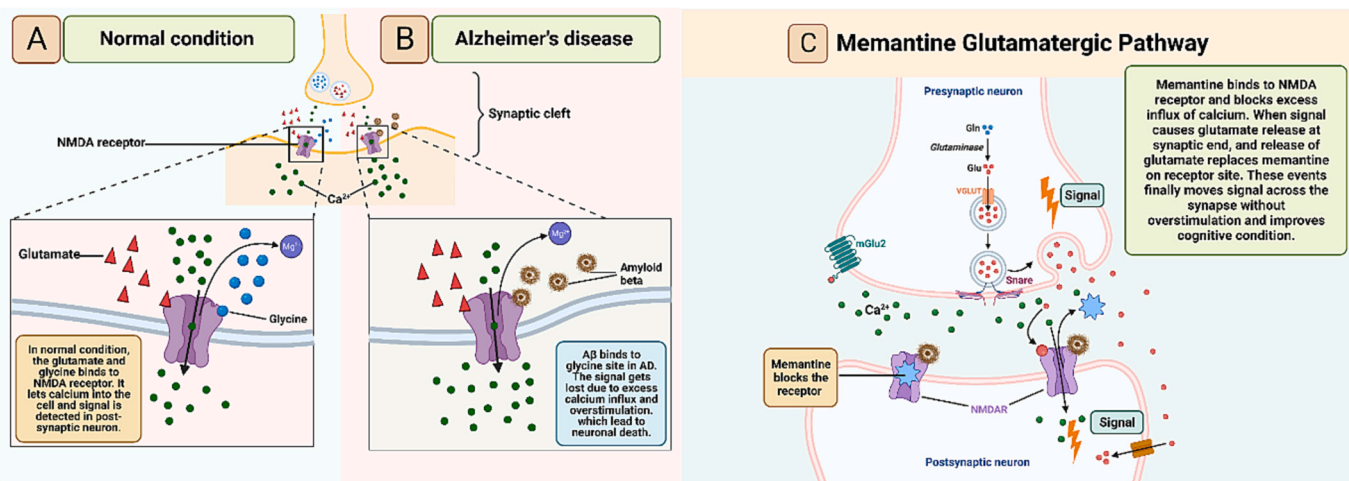 A
Normal condition
B
Alzheimer's disease
Synaptic cleft
NMDA receptor
Ca²⁺
Glutamate
Mg²⁺
Glycine
In normal condition,
the glutamate and
glycine binds to
NMDA receptor. It
lets calcium into the
cell and signal is
detected in post-
synaptic neuron.
Mg²⁺
Amyloid
beta
Aβ binds to
glycine site in AD.
The signal gets
lost due to excess
calcium influx and
overstimulation.
which lead to
neuronal death.
C
Memantine Glutamatergic Pathway
Memantine binds to NMDA
receptor and blocks excess
influx of calcium. When signal
causes glutamate release at
synaptic end, and release of
glutamate replaces memantine
on receptor site. These events
finally moves signal across the
synapse without
overstimulation and improves
cognitive condition.
Presynaptic neuron
Gln
Glutaminase
Glu
VGLUT
Signal
mGlu2
Snare
Ca²⁺
Memantine
blocks the
receptor
NMDAR
Signal
Postsynaptic neuron